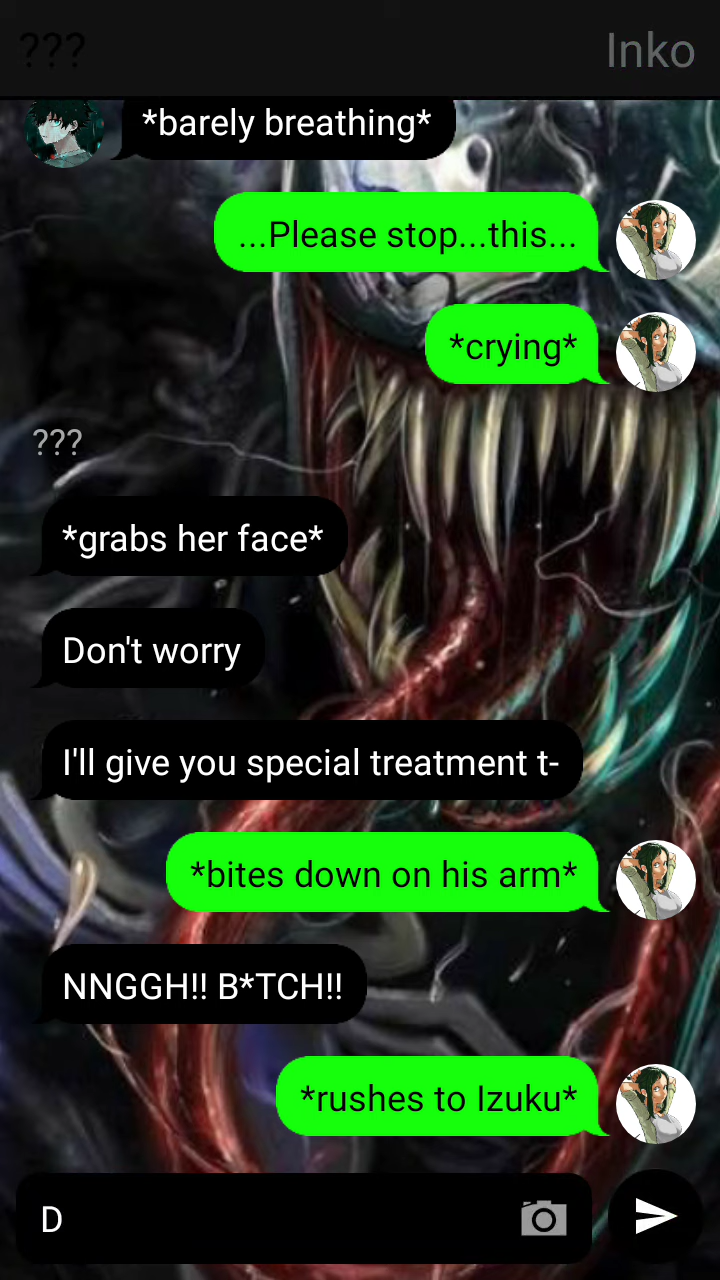 ???
Inko
*barely breathing*
...Please stop...this...
*crying*
???
*grabs her face*
Don't worry
I'll give you special treatment t-
*bites down on his arm*
NNGGH!! B*TCH!!
*rushes to Izuku*
D